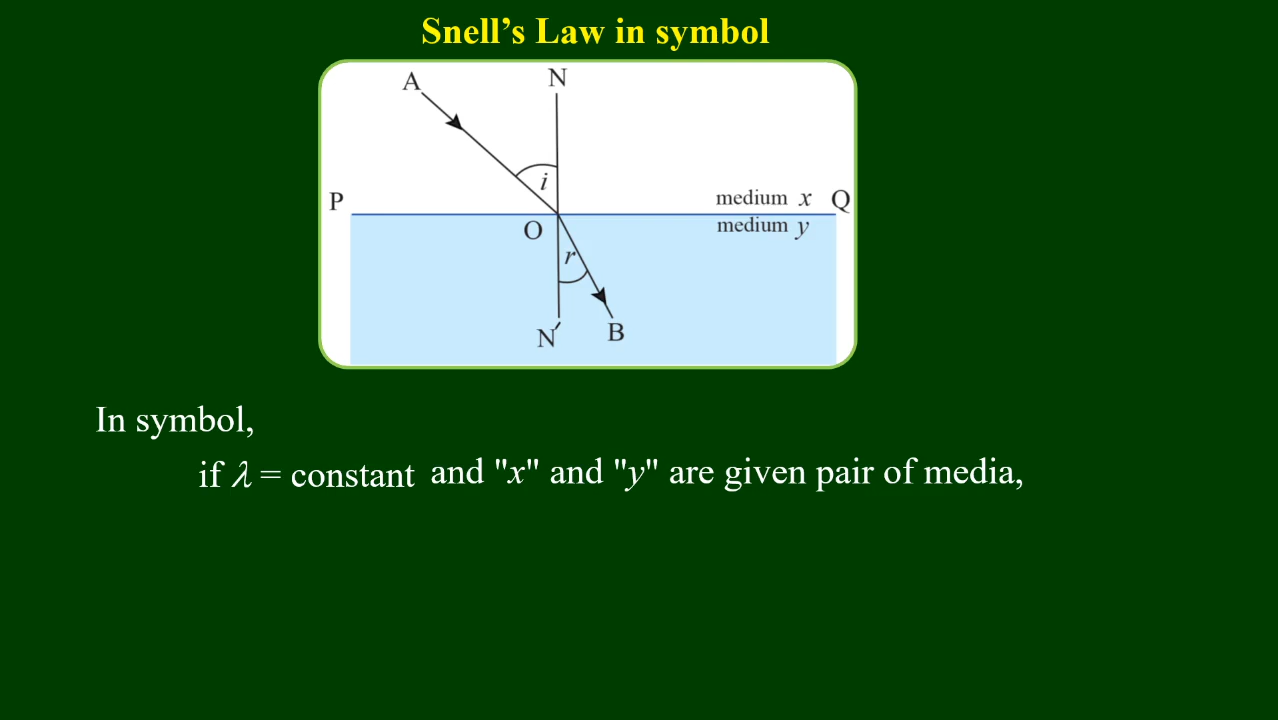 Snell’s Law in symbol
A
N
i
P
medium x
Q
medium y
O
r
N′
B
In symbol,
if λ = constant and "x" and "y" are given pair of media,